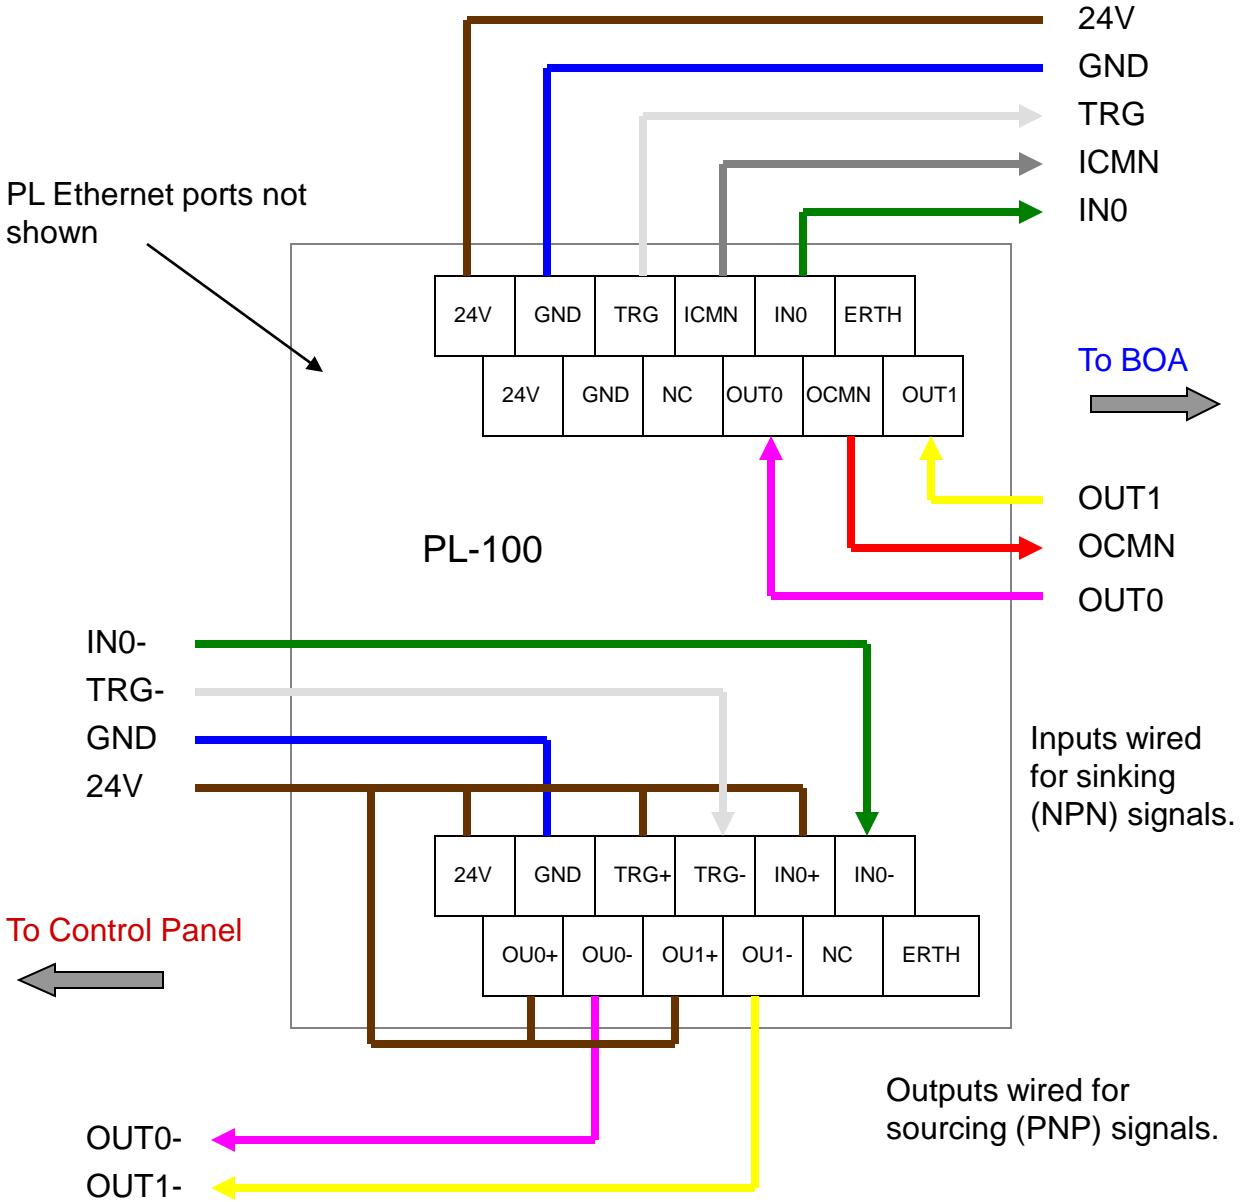 24V
GND
TRG
ICMN
IN0
PL Ethernet ports not
shown
24V GND TRG ICMN IN0 ERTH
24V GND NC OUT0 OCMN OUT1
To BOA
OUT1
OCMN
OUT0
PL-100
IN0-
TRG-
GND
24V
Inputs wired
for sinking
(NPN) signals.
24V GND TRG+ TRG- IN0+ IN0-
OU0+ OU0- OU1+ OU1- NC ERTH
To Control Panel
Outputs wired for
sourcing (PNP) signals.
OUT0-
OUT1-